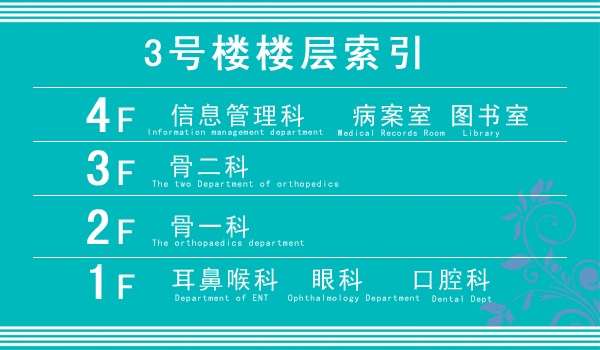 3号楼楼层索引
4F 信息管理科 病案室 图书室
Information management department Medical Records Room Library
3F 骨二科
The two Department of orthopedics
2F 骨一科
The orthopaedics department
1F 耳鼻喉科 眼科 口腔科
Department of ENT Ophthalmology Department Dental Dept